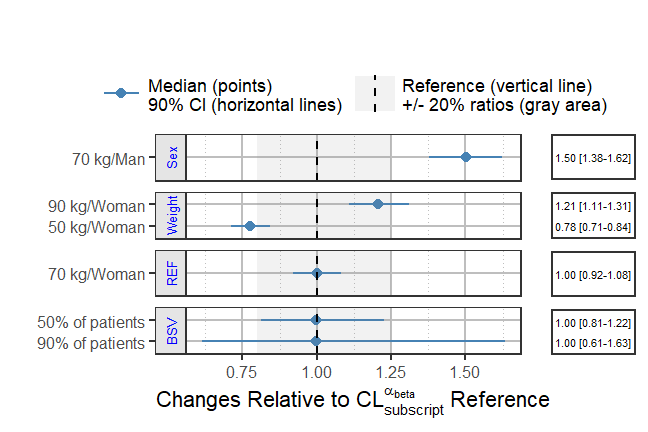 Median (points)
90% CI (horizontal lines)
Reference (vertical line)
+/- 20% ratios (gray area)
70 kg/Man
Sex
1.50 [1.38-1.62]
90 kg/Woman
50 kg/Woman
Weight
1.21 [1.11-1.31]
0.78 [0.71-0.84]
70 kg/Woman
REF
1.00 [0.92-1.08]
50% of patients
90% of patients
BSV
1.00 [0.81-1.22]
1.00 [0.61-1.63]
0.75 1.00 1.25 1.50
Changes Relative to CL^αbeta_subscript Reference